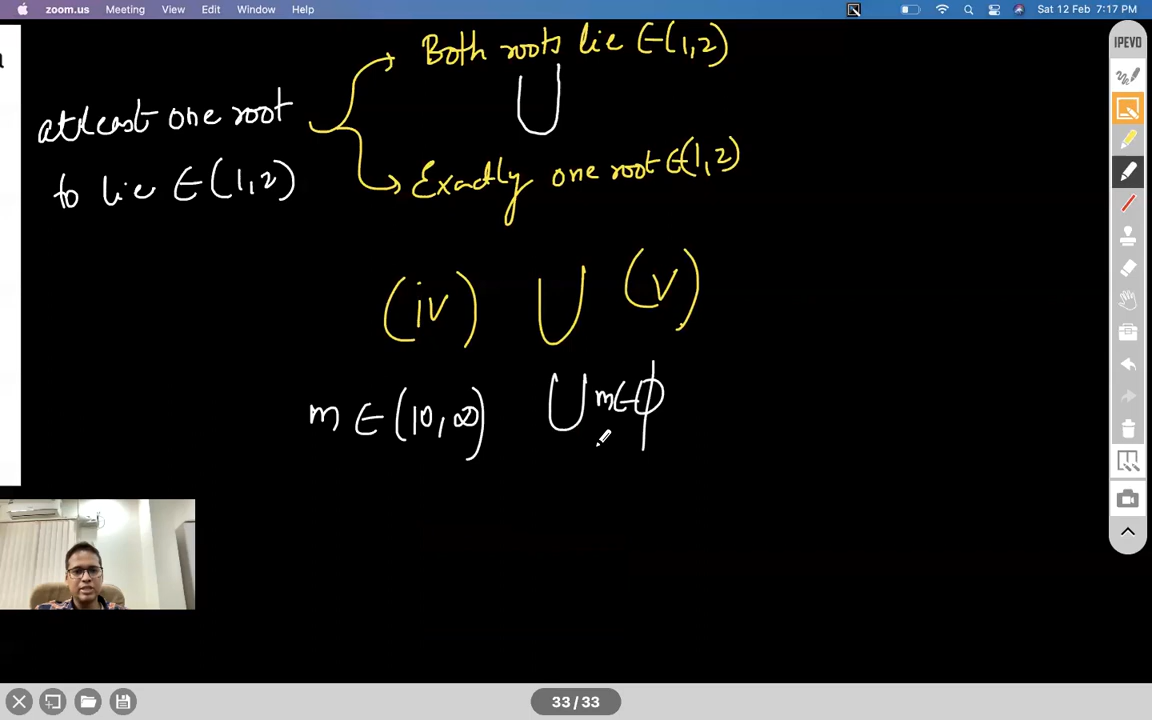 zoom.us Meeting View Edit Window Help Sat 12 Feb 7:17 PM
IPEVO
Both roots lie ∈(1,2)
∪
atleast one root
to lie ∈(1,2)
Exactly one root ∈(1,2)
(iv) ∪ (v)
m ∈ (10,∞) ∪ m∈ϕ
33/33